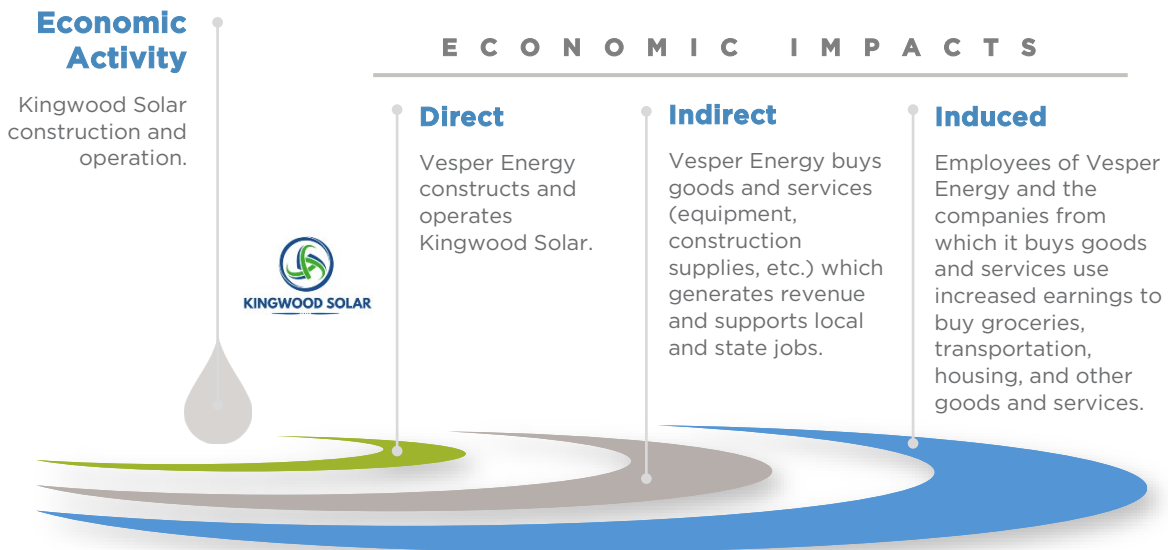 Economic
Activity
Kingwood Solar
construction and
operation.
ECONOMIC IMPACTS
Direct
Vesper Energy
constructs and
operates
Kingwood Solar.
Indirect
Vesper Energy buys
goods and services
(equipment,
construction
supplies, etc.) which
generates revenue
and supports local
and state jobs.
Induced
Employees of Vesper
Energy and the
companies from
which it buys goods
and services use
increased earnings to
buy groceries,
transportation,
housing, and other
goods and services.
KINGWOOD SOLAR